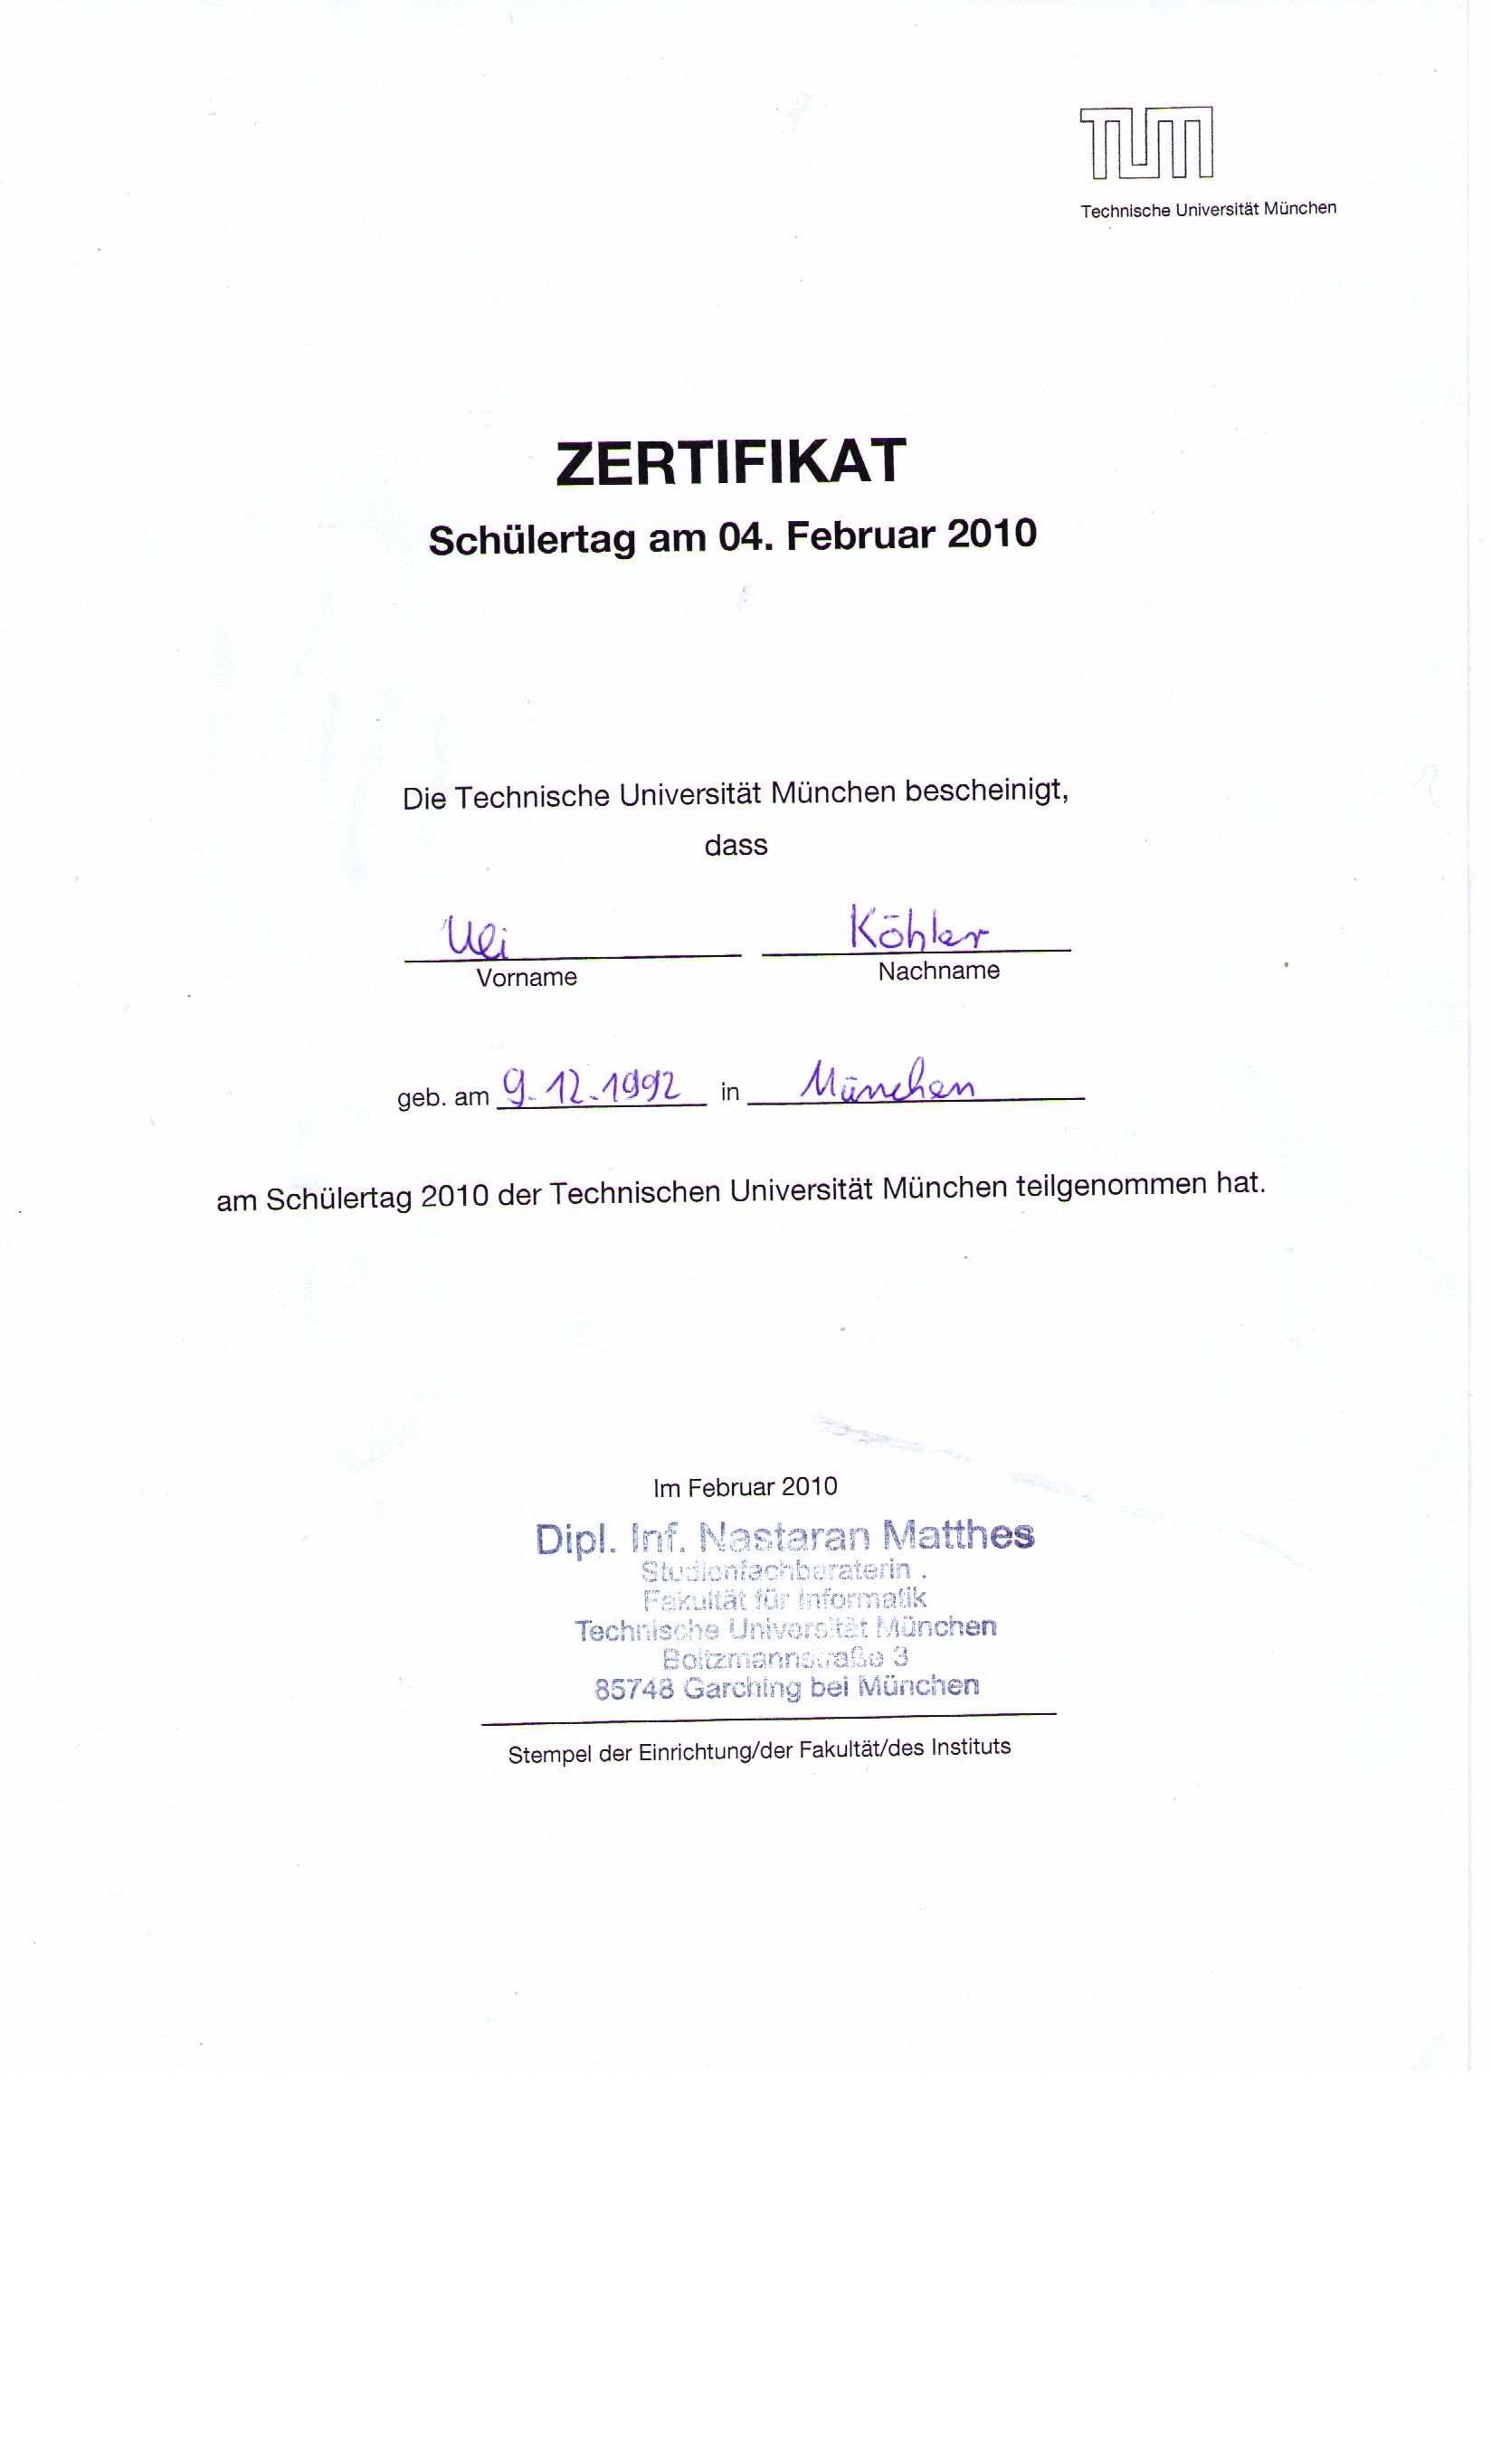 TUM
Technische Universität München
ZERTIFIKAT
Schülertag am 04. Februar 2010
Die Technische Universität München bescheinigt,
dass
Uli Köhler
Vorname Nachname
geb. am 9.12.1992 in München
am Schülertag 2010 der Technischen Universität München teilgenommen hat.
Im Februar 2010
Dipl. Inf. Nastaran Matthes
Studienfachberaterin .
Fakultät für Informatik
Technische Universität München
Boltzmannstraße 3
85748 Garching bei München
Stempel der Einrichtung/der Fakultät/des Instituts